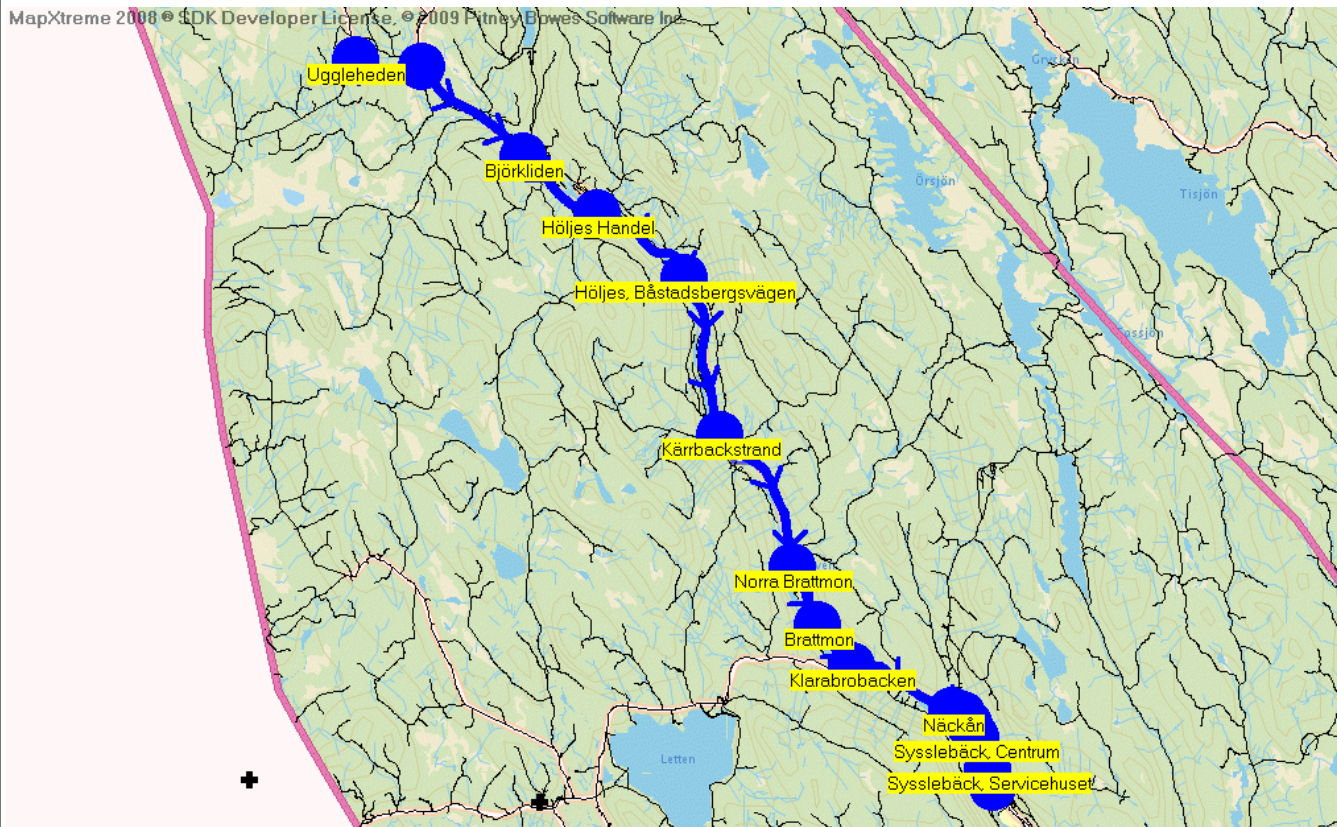 MapXtreme 2008 ® SDK Developer License. © 2009 Pitney Bowes Software Inc.
Uggleheden
Björkliden
Höljes Handel
Höljes, Båstadsbergsvägen
Kärrbackstrand
Norra Brattmon
Brattmon
Klarabrobacken
Näckån
Sysslebäck, Centrum
Sysslebäck, Servicehuset
Örsjön
Tisjön
Letten